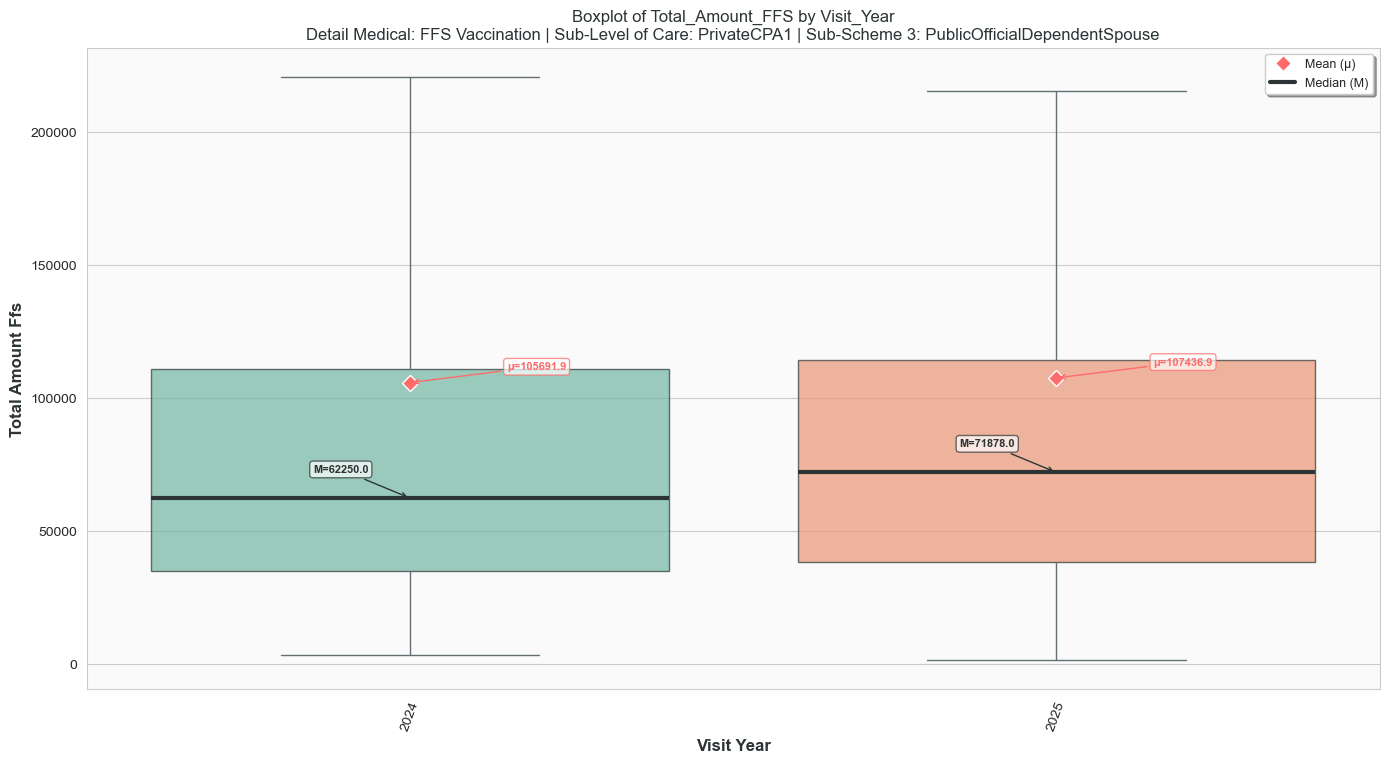 Boxplot of Total_Amount_FFS by Visit_Year
Detail Medical: FFS Vaccination | Sub-Level of Care: PrivateCPA1 | Sub-Scheme 3: PublicOfficialDependentSpouse
Mean (μ)
Median (M)
200000
150000
100000
50000
0
Total Amount Ffs
μ=105691.9
M=62250.0
μ=107436.9
M=71878.0
2024
2025
Visit Year